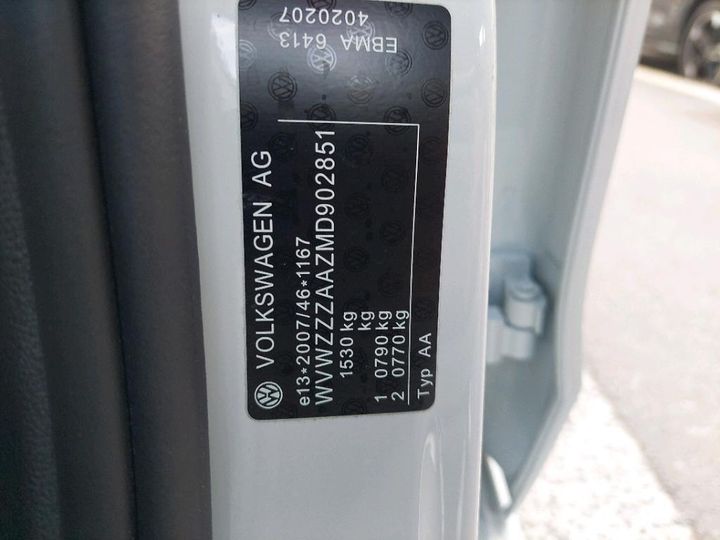 VOLKSWAGEN AG
e13*2007/46*1167
WVWZZZAAZMD902851
1530 kg
kg
1 0790 kg
2 0770 kg
Typ AA
EBMA 6413
4020207